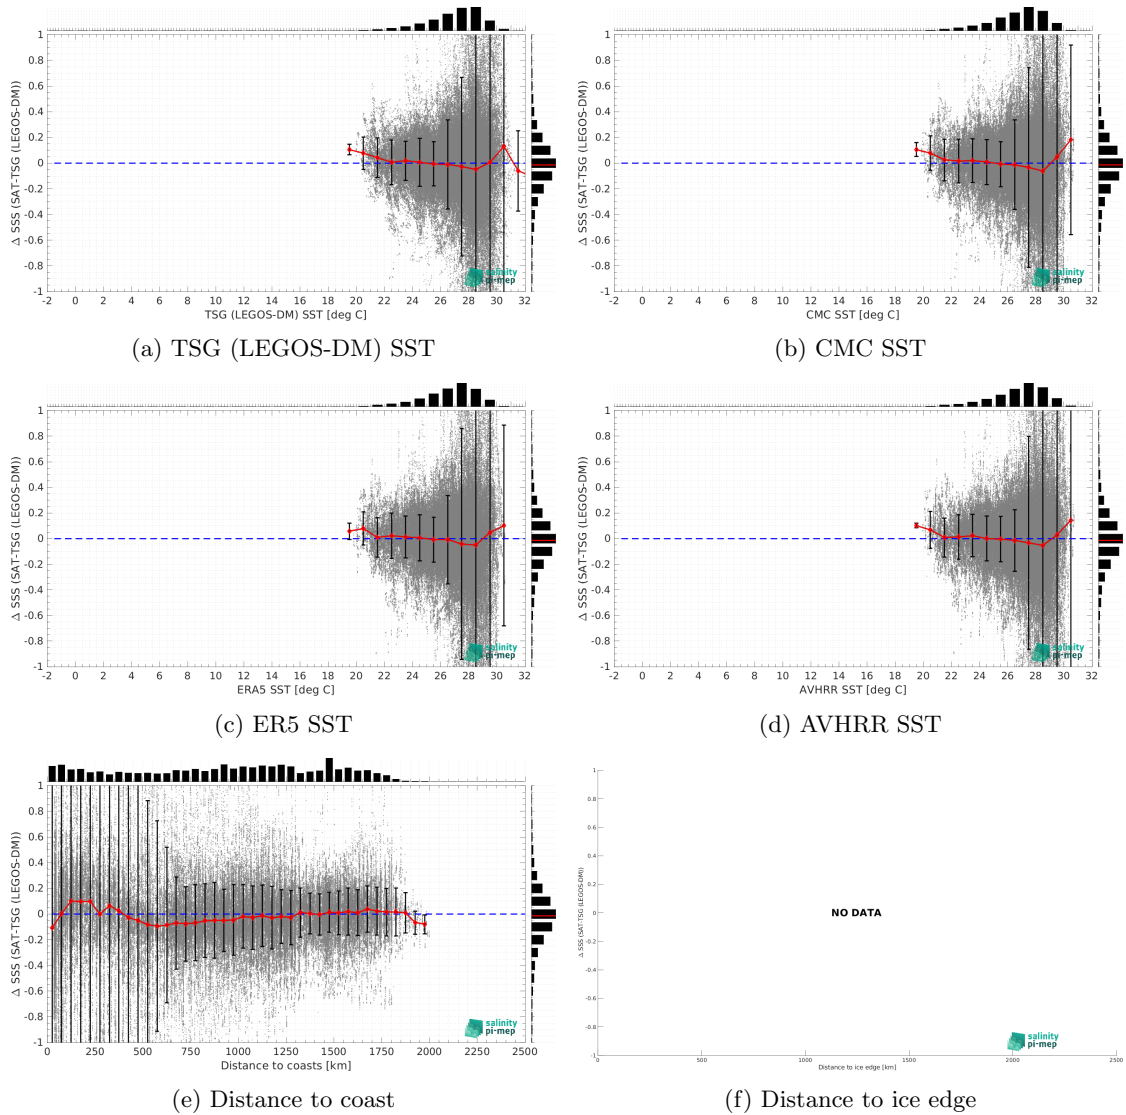 1
0.8
0.6
0.4
0.2
0
-0.2
-0.4
-0.6
-0.8
-1
Δ SSS (SAT-TSG (LEGOS-DM))
salinity
pi-mep
-2 0 2 4 6 8 10 12 14 16 18 20 22 24 26 28 30 32
TSG (LEGOS-DM) SST [deg C]
(a) TSG (LEGOS-DM) SST
1
0.8
0.6
0.4
0.2
0
-0.2
-0.4
-0.6
-0.8
-1
Δ SSS (SAT-TSG (LEGOS-DM))
salinity
pi-mep
-2 0 2 4 6 8 10 12 14 16 18 20 22 24 26 28 30 32
CMC SST [deg C]
(b) CMC SST
1
0.8
0.6
0.4
0.2
0
-0.2
-0.4
-0.6
-0.8
-1
Δ SSS (SAT-TSG (LEGOS-DM))
salinity
pi-mep
-2 0 2 4 6 8 10 12 14 16 18 20 22 24 26 28 30 32
ERA5 SST [deg C]
(c) ER5 SST
1
0.8
0.6
0.4
0.2
0
-0.2
-0.4
-0.6
-0.8
-1
Δ SSS (SAT-TSG (LEGOS-DM))
salinity
pi-mep
-2 0 2 4 6 8 10 12 14 16 18 20 22 24 26 28 30 32
AVHRR SST [deg C]
(d) AVHRR SST
1
0.8
0.6
0.4
0.2
0
-0.2
-0.4
-0.6
-0.8
-1
Δ SSS (SAT-TSG (LEGOS-DM))
salinity
pi-mep
0 250 500 750 1000 1250 1500 1750 2000 2250 2500
Distance to coasts [km]
(e) Distance to coast
1
0.8
0.6
0.4
0.2
0
-0.2
-0.4
-0.6
-0.8
-1
Δ SSS (SAT-TSG (LEGOS-DM))
NO DATA
salinity
pi-mep
0 500 1000 1500 2000 2500
Distance to ice edge [km]
(f) Distance to ice edge